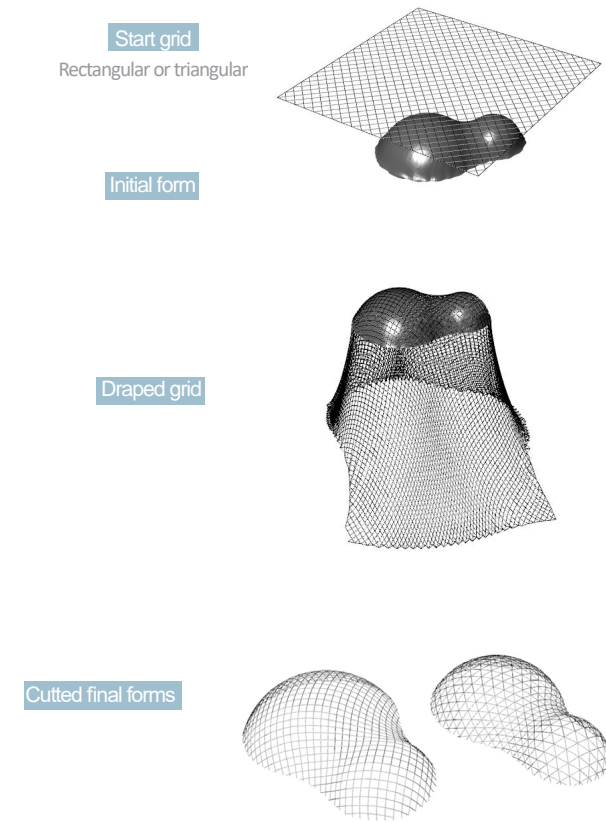 Start grid
Rectangular or triangular
Initial form
Draped grid
Cutted final forms